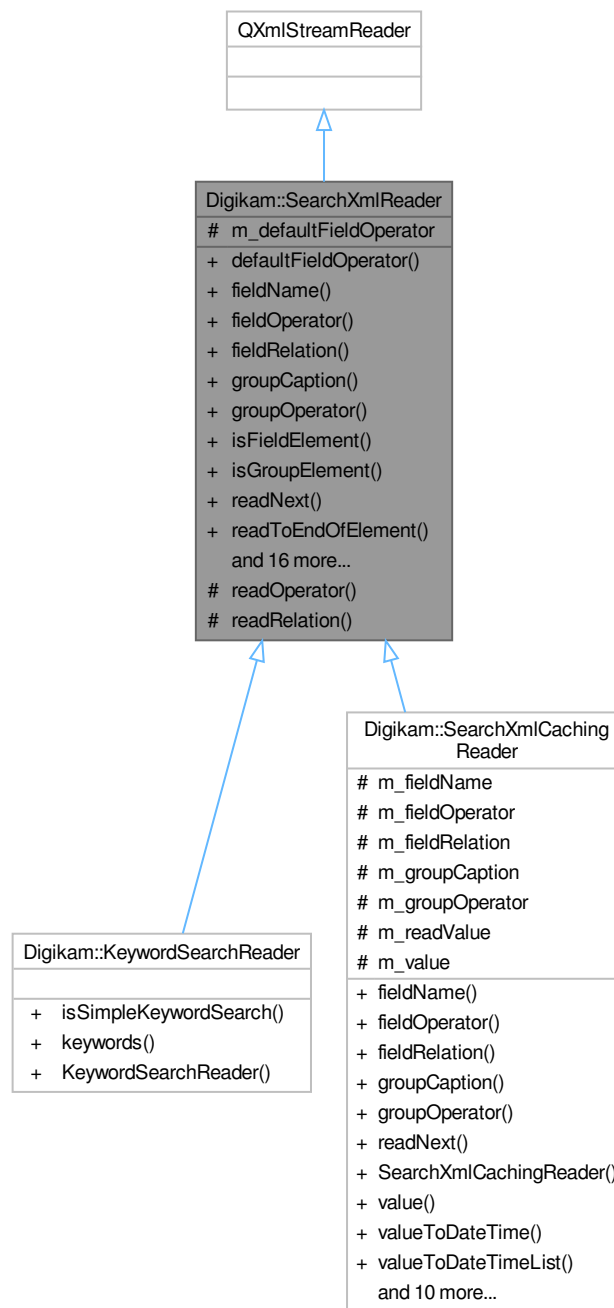 QXmlStreamReader
Digikam::SearchXmlReader
# m_defaultFieldOperator
+ defaultFieldOperator()
+ fieldName()
+ fieldOperator()
+ fieldRelation()
+ groupCaption()
+ groupOperator()
+ isFieldElement()
+ isGroupElement()
+ readNext()
+ readToEndOfElement()
and 16 more...
# readOperator()
# readRelation()
Digikam::KeywordSearchReader
+ isSimpleKeywordSearch()
+ keywords()
+ KeywordSearchReader()
Digikam::SearchXmlCaching
Reader
# m_fieldName
# m_fieldOperator
# m_fieldRelation
# m_groupCaption
# m_groupOperator
# m_readValue
# m_value
+ fieldName()
+ fieldOperator()
+ fieldRelation()
+ groupCaption()
+ groupOperator()
+ readNext()
+ SearchXmlCachingReader()
+ value()
+ valueToDateTime()
+ valueToDateTimeList()
and 10 more...